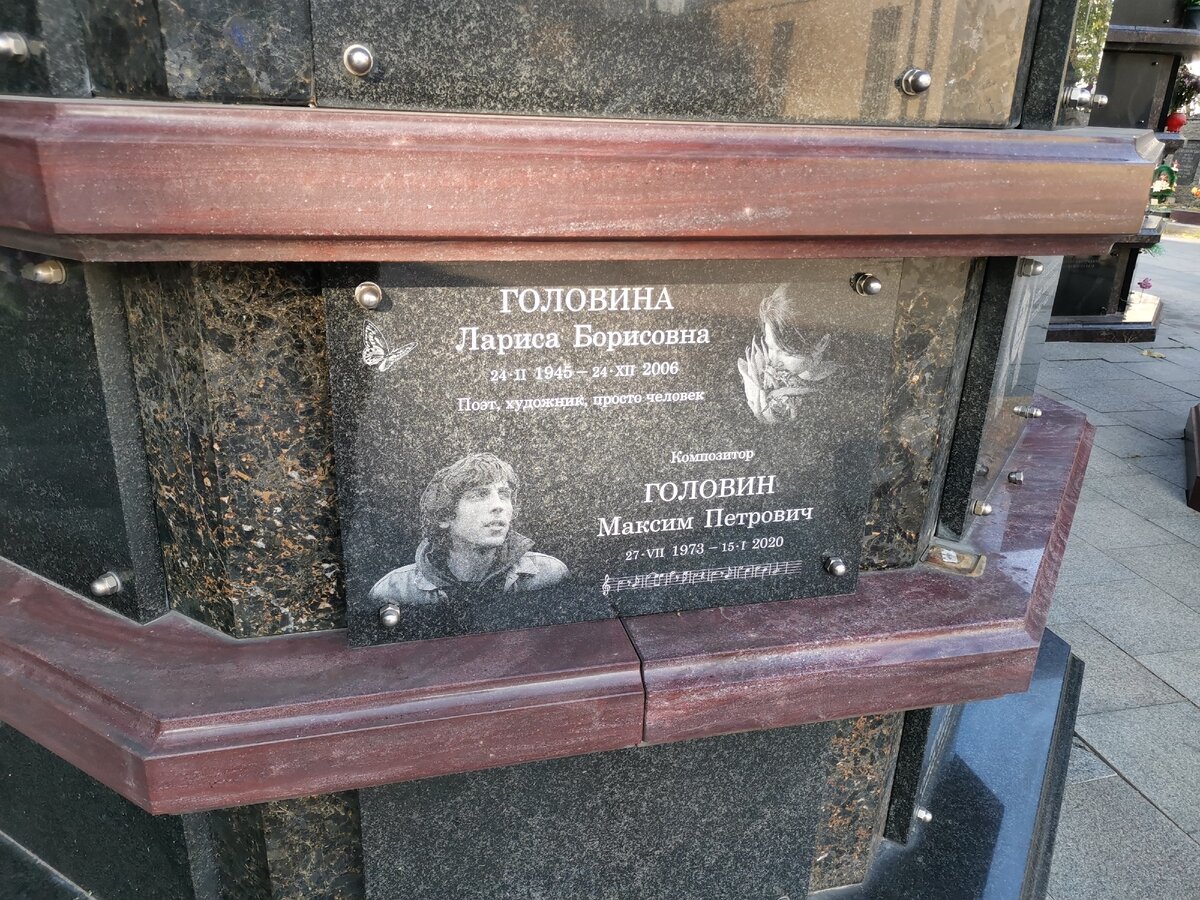 ГОЛОВИНА
Лариса Борисовна
24·II 1945 – 24·XII 2006
Поэт, художник, просто человек
Композитор
ГОЛОВИН
Максим Петрович
27·VII 1973 – 15·I 2020